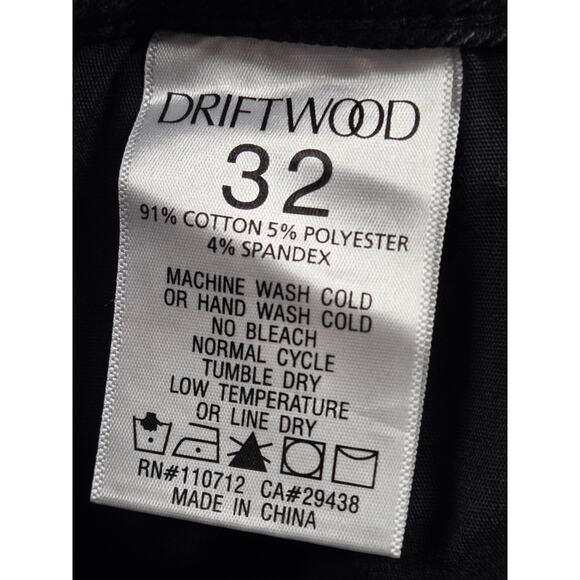 DRIFTWOOD
32
91% COTTON 5% POLYESTER
4% SPANDEX
MACHINE WASH COLD
OR HAND WASH COLD
NO BLEACH
NORMAL CYCLE
TUMBLE DRY
LOW TEMPERATURE
OR LINE DRY
RN#110712 CA#29438
MADE IN CHINA